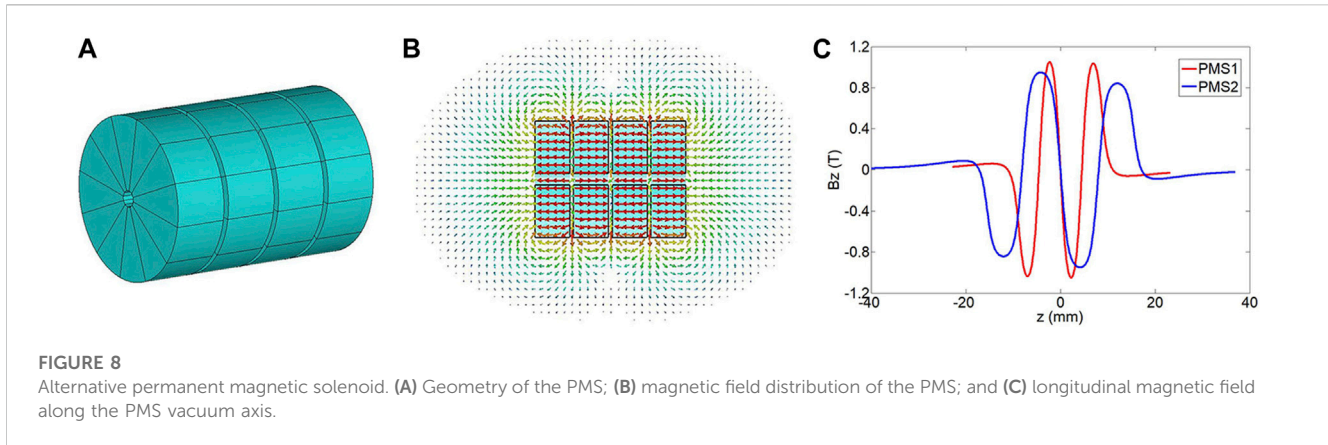 A
B
C
1.2
0.8
0.4
0
-0.4
-0.8
-1.2
Bz (T)
PMS1
PMS2
-40
-20
0
20
40
z (mm)
FIGURE 8
Alternative permanent magnetic solenoid. (A) Geometry of the PMS; (B) magnetic field distribution of the PMS; and (C) longitudinal magnetic field
along the PMS vacuum axis.